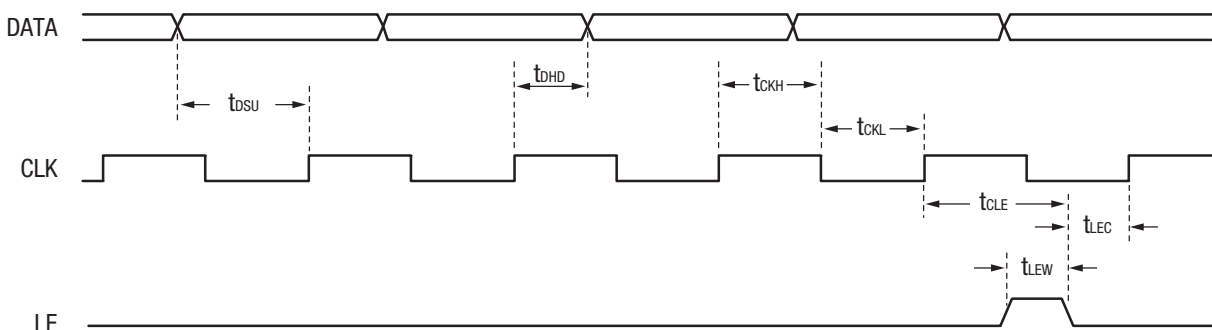 DATA
tDHD
tCKH
tDSU
tCKL
CLK
tCLE
tLEC
tLEW
LE